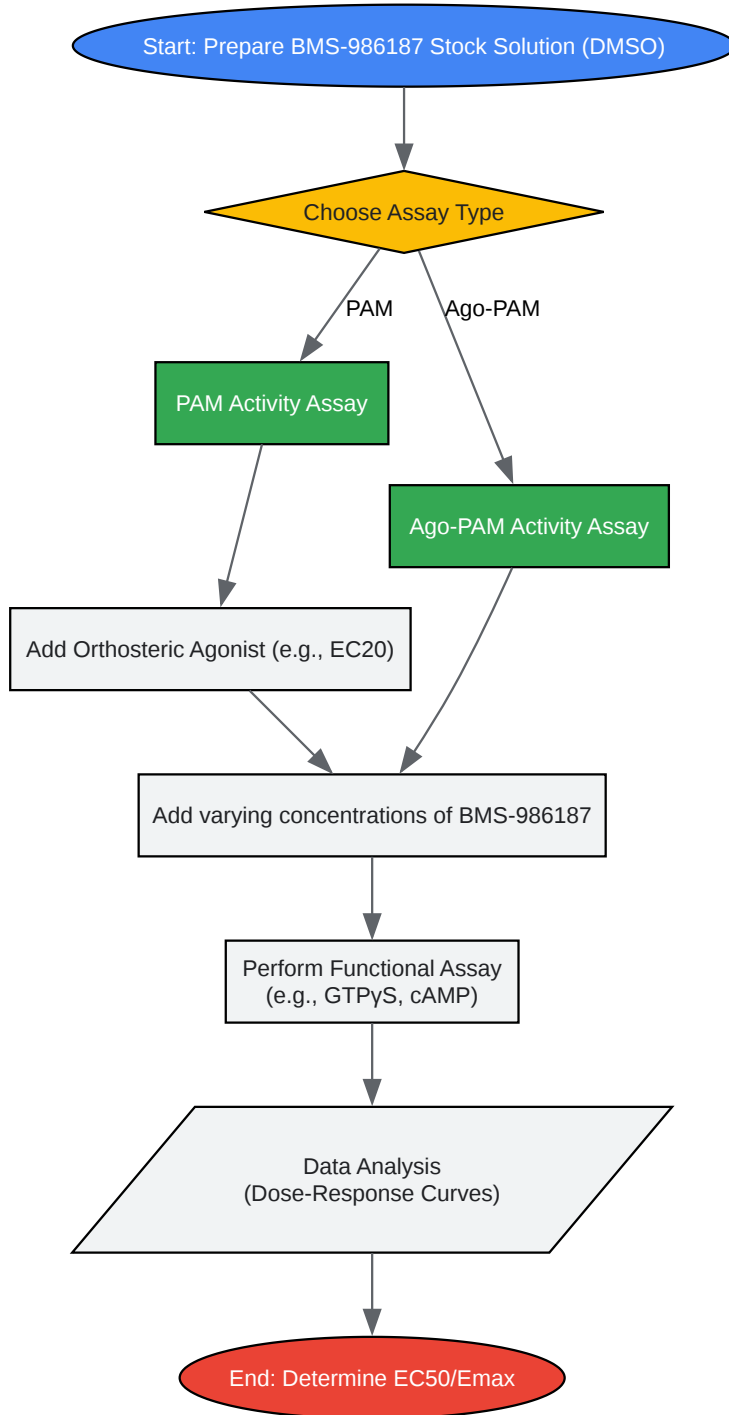 Start: Prepare BMS-986187 Stock Solution (DMSO)
Choose Assay Type
PAM
Ago-PAM
PAM Activity Assay
Ago-PAM Activity Assay
Add Orthosteric Agonist (e.g., EC20)
Add varying concentrations of BMS-986187
Perform Functional Assay
(e.g., GTPγS, cAMP)
Data Analysis
(Dose-Response Curves)
End: Determine EC50/Emax